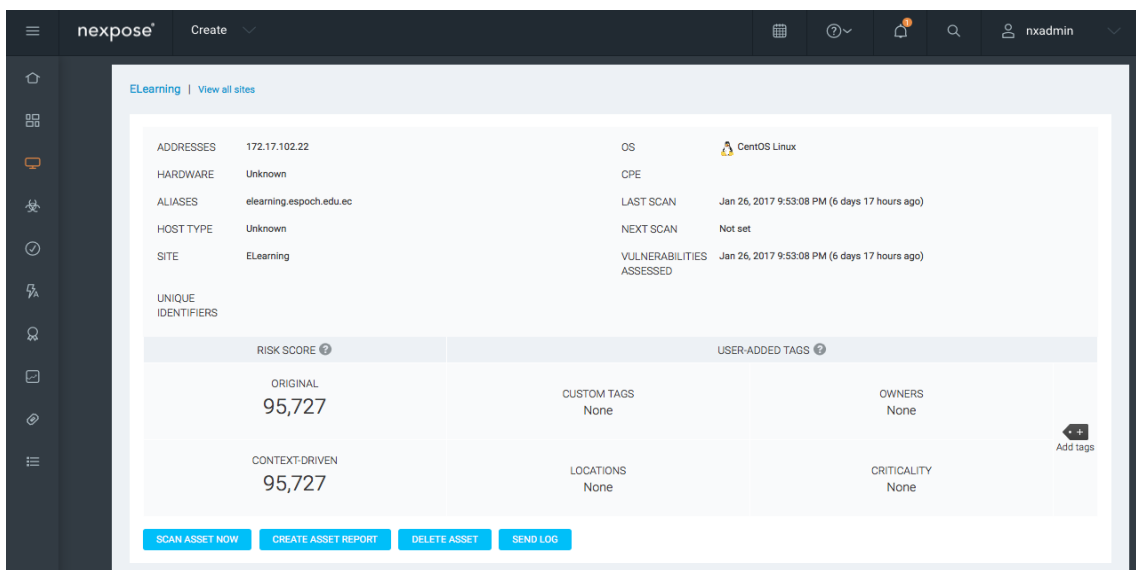 nexpose®
Create
1
nxadmin
ELearning | View all sites
ADDRESSES 172.17.102.22
HARDWARE Unknown
ALIASES elearning.espoch.edu.ec
HOST TYPE Unknown
SITE ELearning
UNIQUE
IDENTIFIERS
OS CentOS Linux
CPE
LAST SCAN Jan 26, 2017 9:53:08 PM (6 days 17 hours ago)
NEXT SCAN Not set
VULNERABILITIES Jan 26, 2017 9:53:08 PM (6 days 17 hours ago)
ASSESSED
RISK SCORE ?
USER-ADDED TAGS ?
ORIGINAL
95,727
CUSTOM TAGS
None
OWNERS
None
CONTEXT-DRIVEN
95,727
LOCATIONS
None
CRITICALITY
None
Add tags
SCAN ASSET NOW
CREATE ASSET REPORT
DELETE ASSET
SEND LOG